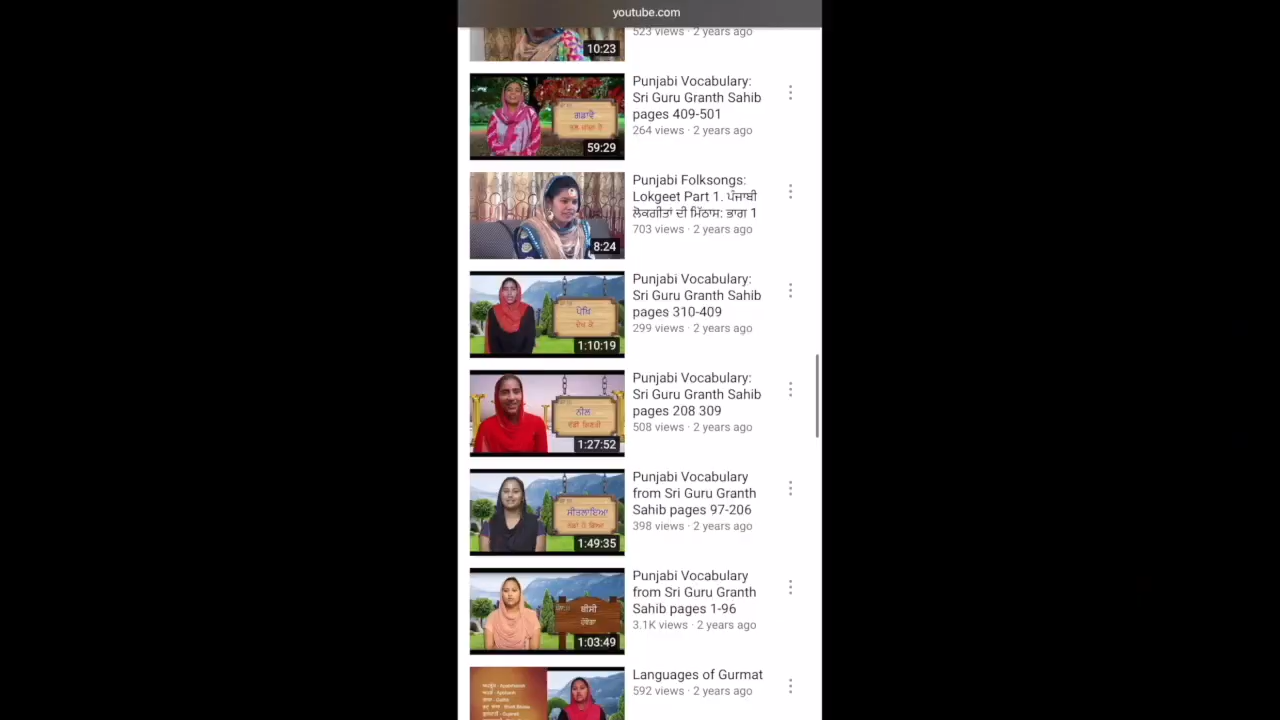 youtube.com
523 views · 2 years ago
10:23
Punjabi Vocabulary:
Sri Guru Granth Sahib
pages 409-501
264 views · 2 years ago
59:29
Punjabi Folksongs:
Lokgeet Part 1. ਪੰਜਾਬੀ
ਲੋਕਗੀਤਾਂ ਦੀ ਮਿੱਠਾਸ: ਭਾਗ 1
703 views · 2 years ago
8:24
Punjabi Vocabulary:
Sri Guru Granth Sahib
pages 310-409
299 views · 2 years ago
ਪੇਖਿ
ਦੇਖ ਕੇ
1:10:19
Punjabi Vocabulary:
Sri Guru Granth Sahib
pages 208 309
508 views · 2 years ago
ਨੀਲ
1:27:52
Punjabi Vocabulary
from Sri Guru Granth
Sahib pages 97-206
398 views · 2 years ago
ਸੀਤਲਾਇਆ
1:49:35
Punjabi Vocabulary
from Sri Guru Granth
Sahib pages 1-96
3.1K views · 2 years ago
ਥੀਸੀ
ਹੋਵੇਗਾ
1:03:49
Languages of Gurmat
592 views · 2 years ago